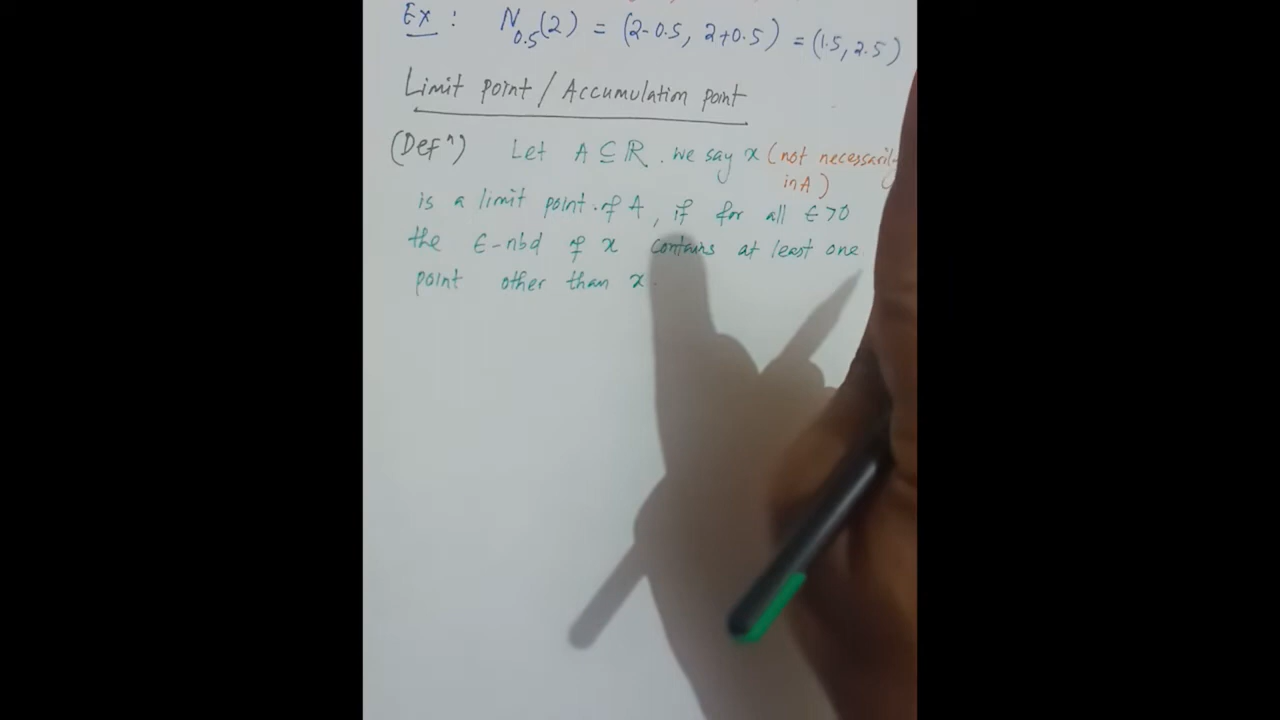 Ex : N0.5(2) = (2-0.5, 2+0.5) = (1.5, 2.5)
Limit point / Accumulation point
(Defⁿ) Let A ⊆ ℝ. we say x (not necessarily
in A)
is a limit point of A, if for all ϵ>0
the ϵ-nbd of x contains at least one
point other than x.